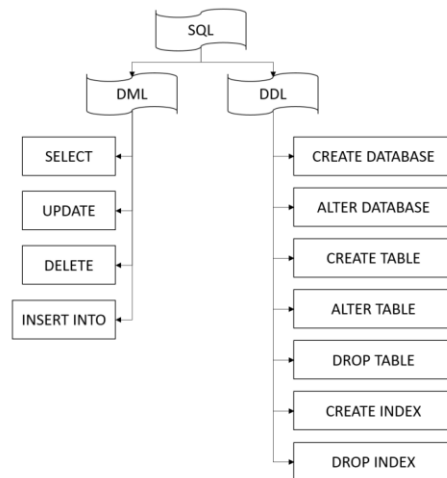 SQL
DML
DDL
SELECT
UPDATE
DELETE
INSERT INTO
CREATE DATABASE
ALTER DATABASE
CREATE TABLE
ALTER TABLE
DROP TABLE
CREATE INDEX
DROP INDEX